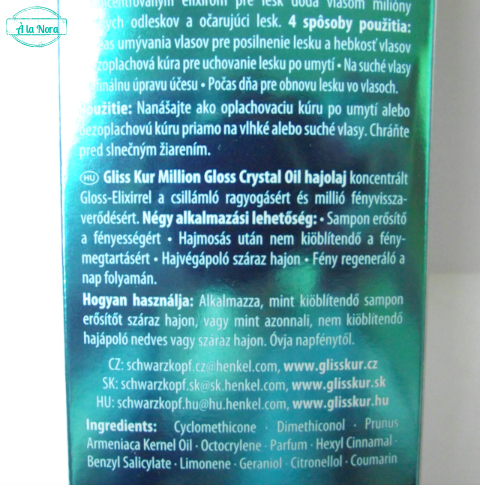 À la Nora
centrovaným elixírom pre lesk dodá vlasom milióny
odleskov a očarujúci lesk. 4 spôsoby použitia:
umývania vlasov pre posilnenie lesku a hebkosť vlasov
ezoplachová kúra pre uchovanie lesku po umytí • Na suché vlasy
úpravu účesu • Počas dňa pre obnovu lesku vo vlasoch.
Použitie: Nanášajte ako oplachovaciu kúru po umytí alebo
bezoplachovú kúru priamo na vlhké alebo suché vlasy. Chráňte
pred slnečným žiarením.
HU Gliss Kur Million Gloss Crystal Oil hajolaj koncentrált
Gloss-Elixirrel a csillámló ragyogásért és millió fényvissza-
verődésért. Négy alkalmazási lehetőség: • Sampon erősítő
a fényességért • Hajmosás után nem kiöblítendő a fény-
megtartásért • Hajvégápoló száraz hajon • Fény regeneráló a
nap folyamán.
Hogyan használja: Alkalmazza, mint kiöblítendő sampon
erősítőt száraz hajon, vagy mint azonnali, nem kiöblítendő
hajápoló nedves vagy száraz hajon. Óvja napfénytől.
CZ: schwarzkopf.cz@henkel.com, www.glisskur.cz
SK: schwarzkopf.sk@sk.henkel.com, www.glisskur.sk
HU: schwarzkopf.hu@hu.henkel.com, www.glisskur.hu
Ingredients: Cyclomethicone · Dimethiconol · Prunus
Armeniaca Kernel Oil · Octocrylene · Parfum · Hexyl Cinnamal ·
Benzyl Salicylate · Limonene · Geraniol · Citronellol · Coumarin